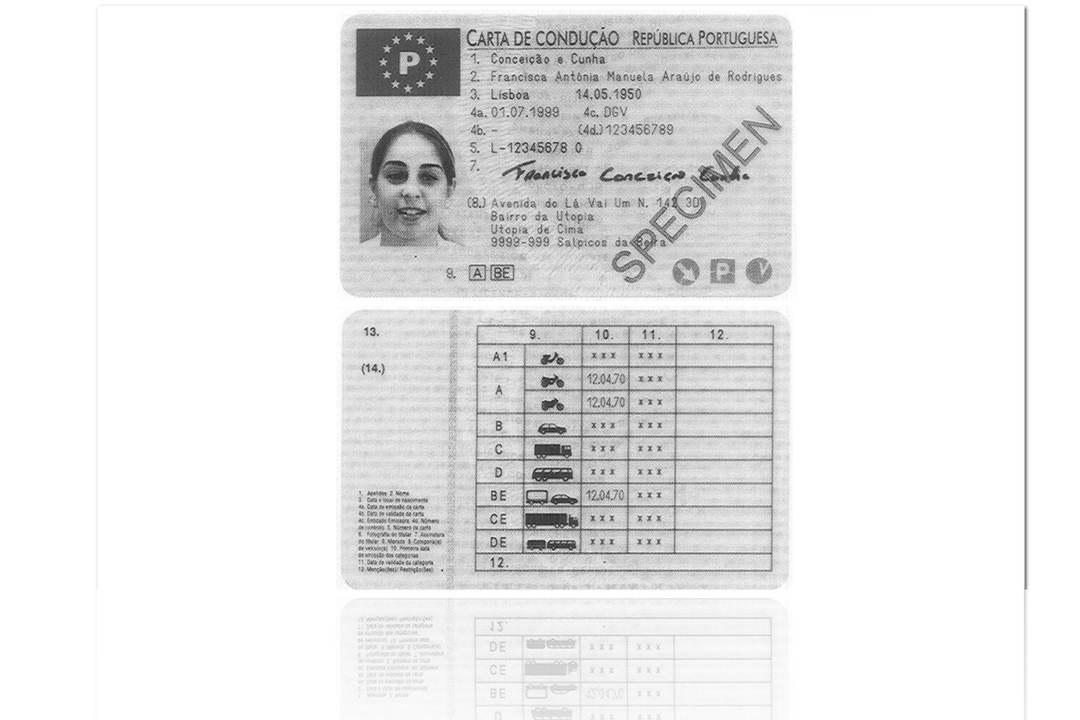 P
CARTA DE CONDUÇÃO REPÚBLICA PORTUGUESA
1. Conceição e Cunha
2. Francisca Antónia Manuela Araújo de Rodrigues
3. Lisboa 14.05.1950
4a. 01.07.1999 4c. DGV
4b. - (4d.)123456789
5. L-12345678 0
7. Francisca Conceição Cunha
(8.) Avenida do Lá Vai Um N. 142 3D
Bairro da Utopia
Utopia de Cima
9999-999 Salpicos da Beira
9. A BE
P V
SPECIMEN
13.
(14.)
1. Apelidos 2. Nome
3. Data e local de nascimento
4a. Data de emissão da carta
4b. Data de validade da carta
4c. Entidade Emissora. 4d. Número
de controlo. 5. Número da carta
6. Fotografia do titular 7. Assinatura
do titular 8. Morada 9. Categoria(s)
de veículo(s) 10. Primeira data
de emissão das categorias
11. Data de validade da categoria
12. Menção(ões)/ Restrição(ões)
9. 10. 11. 12.
A1 x x x x x x
A 12.04.70 x x x
12.04.70 x x x
B x x x x x x
C x x x x x x
D x x x x x x
BE 12.04.70 x x x
CE x x x x x x
DE x x x x x x
12.